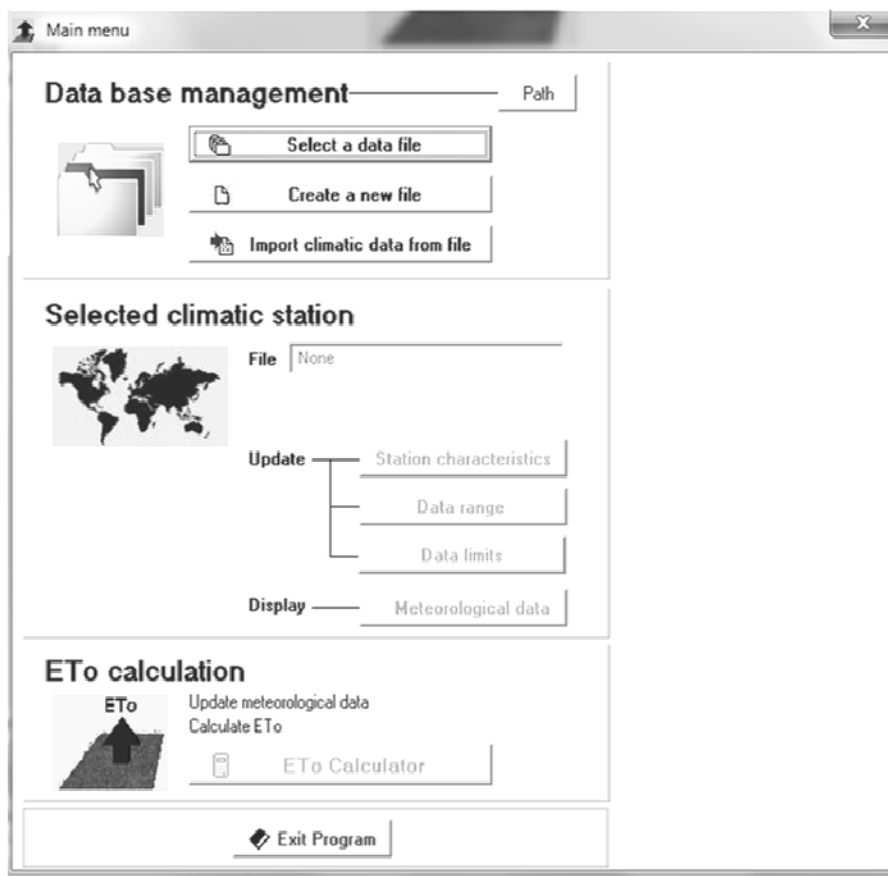 Main menu
Data base management
Path
Select a data file
Create a new file
Import climatic data from file
Selected climatic station
File None
Update Station characteristics
Data range
Data limits
Display Meteorological data
ETo calculation
ETo
Update meteorological data
Calculate ETo
ETo Calculator
Exit Program